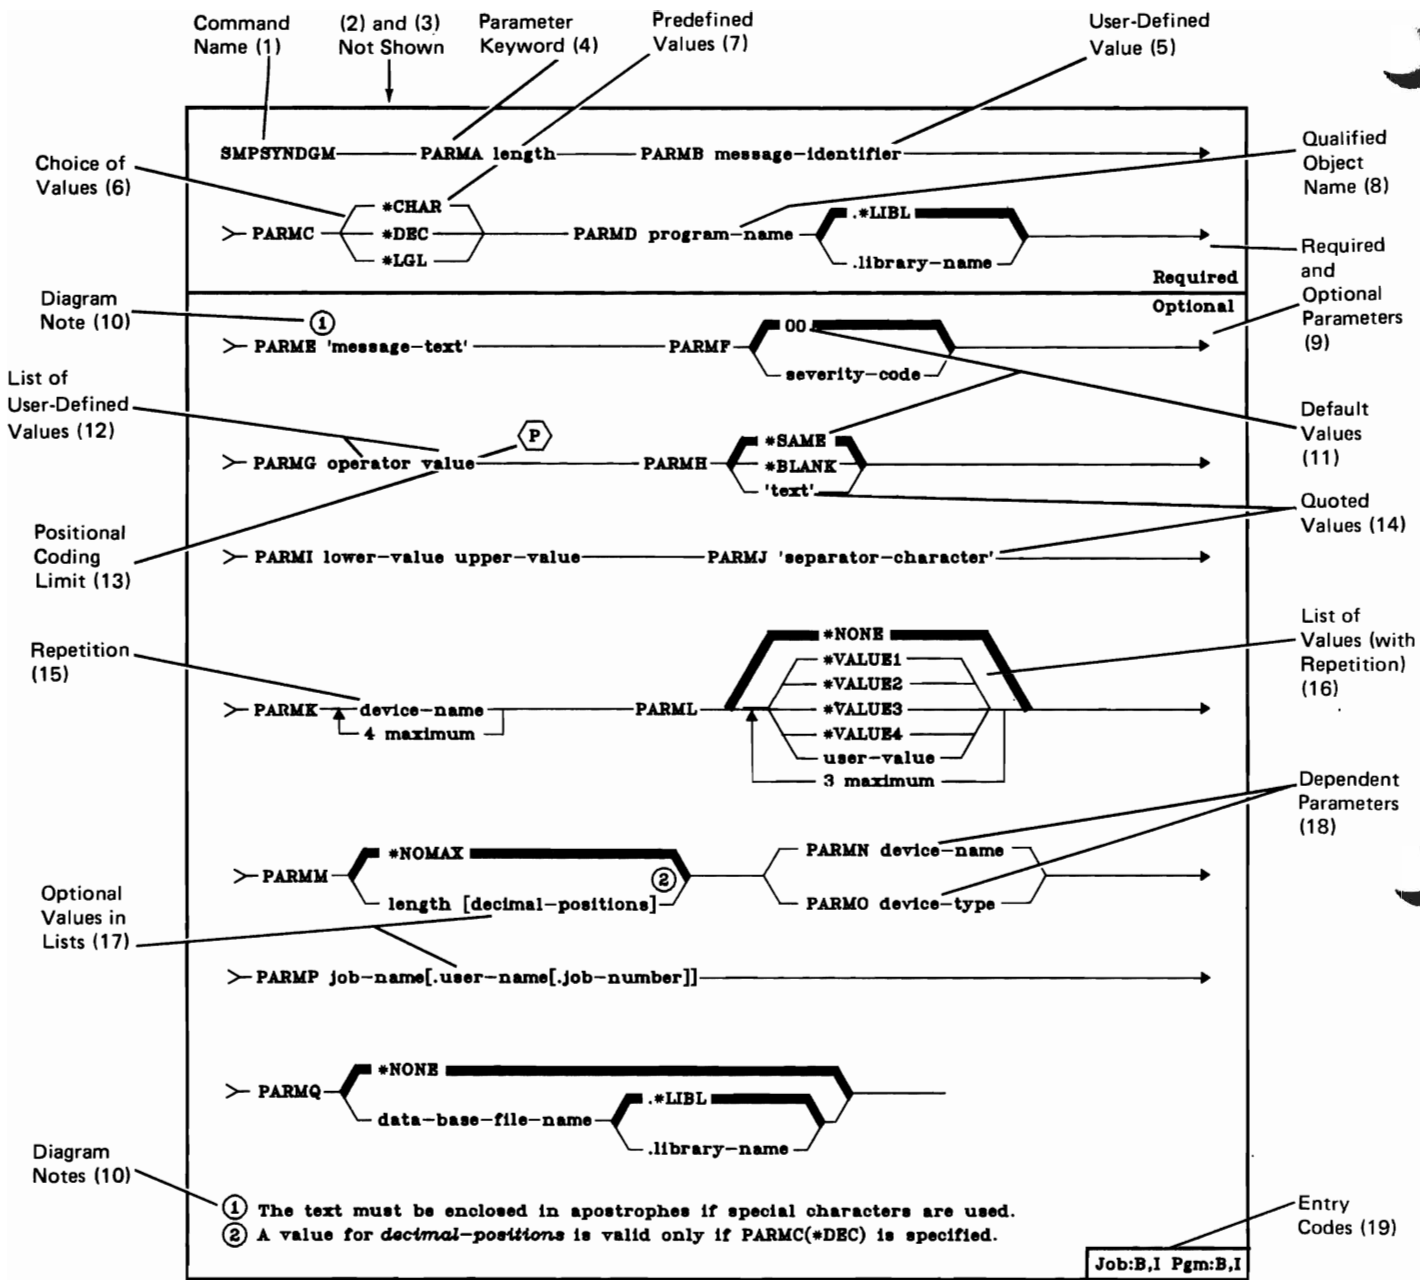 Command
Name (1)
(2) and (3)
Not Shown
Parameter
Keyword (4)
Predefined
Values (7)
User-Defined
Value (5)
SMPSYNDGM PARMA length PARMB message-identifier
Choice of
Values (6)
Qualified
Object
Name (8)
*CHAR
.*LIBL
PARMC *DEC PARMD program-name
*LGL
.library-name
Required
Optional
Required
and
Optional
Parameters
(9)
Diagram
Note (10)
①
00
PARME 'message-text' PARMF
severity-code
List of
User-Defined
Values (12)
Default
Values
(11)
P
*SAME
PARMG operator value PARMH *BLANK
'text'
Quoted
Values (14)
Positional
Coding
Limit (13)
PARMI lower-value upper-value PARMJ 'separator-character'
Repetition
(15)
List of
Values (with
Repetition)
(16)
*NONE
*VALUE1
*VALUE2
PARMK device-name PARML *VALUE3
4 maximum
*VALUE4
user-value
3 maximum
Dependent
Parameters
(18)
*NOMAX
PARMN device-name
PARMM
②
length [decimal-positions]
PARMO device-type
Optional
Values in
Lists (17)
PARMP job-name[.user-name[.job-number]]
*NONE
PARMQ
.*LIBL
data-base-file-name
.library-name
Diagram
Notes (10)
① The text must be enclosed in apostrophes if special characters are used.
② A value for decimal-positions is valid only if PARMC(*DEC) is specified.
Entry
Codes (19)
Job:B,I Pgm:B,I